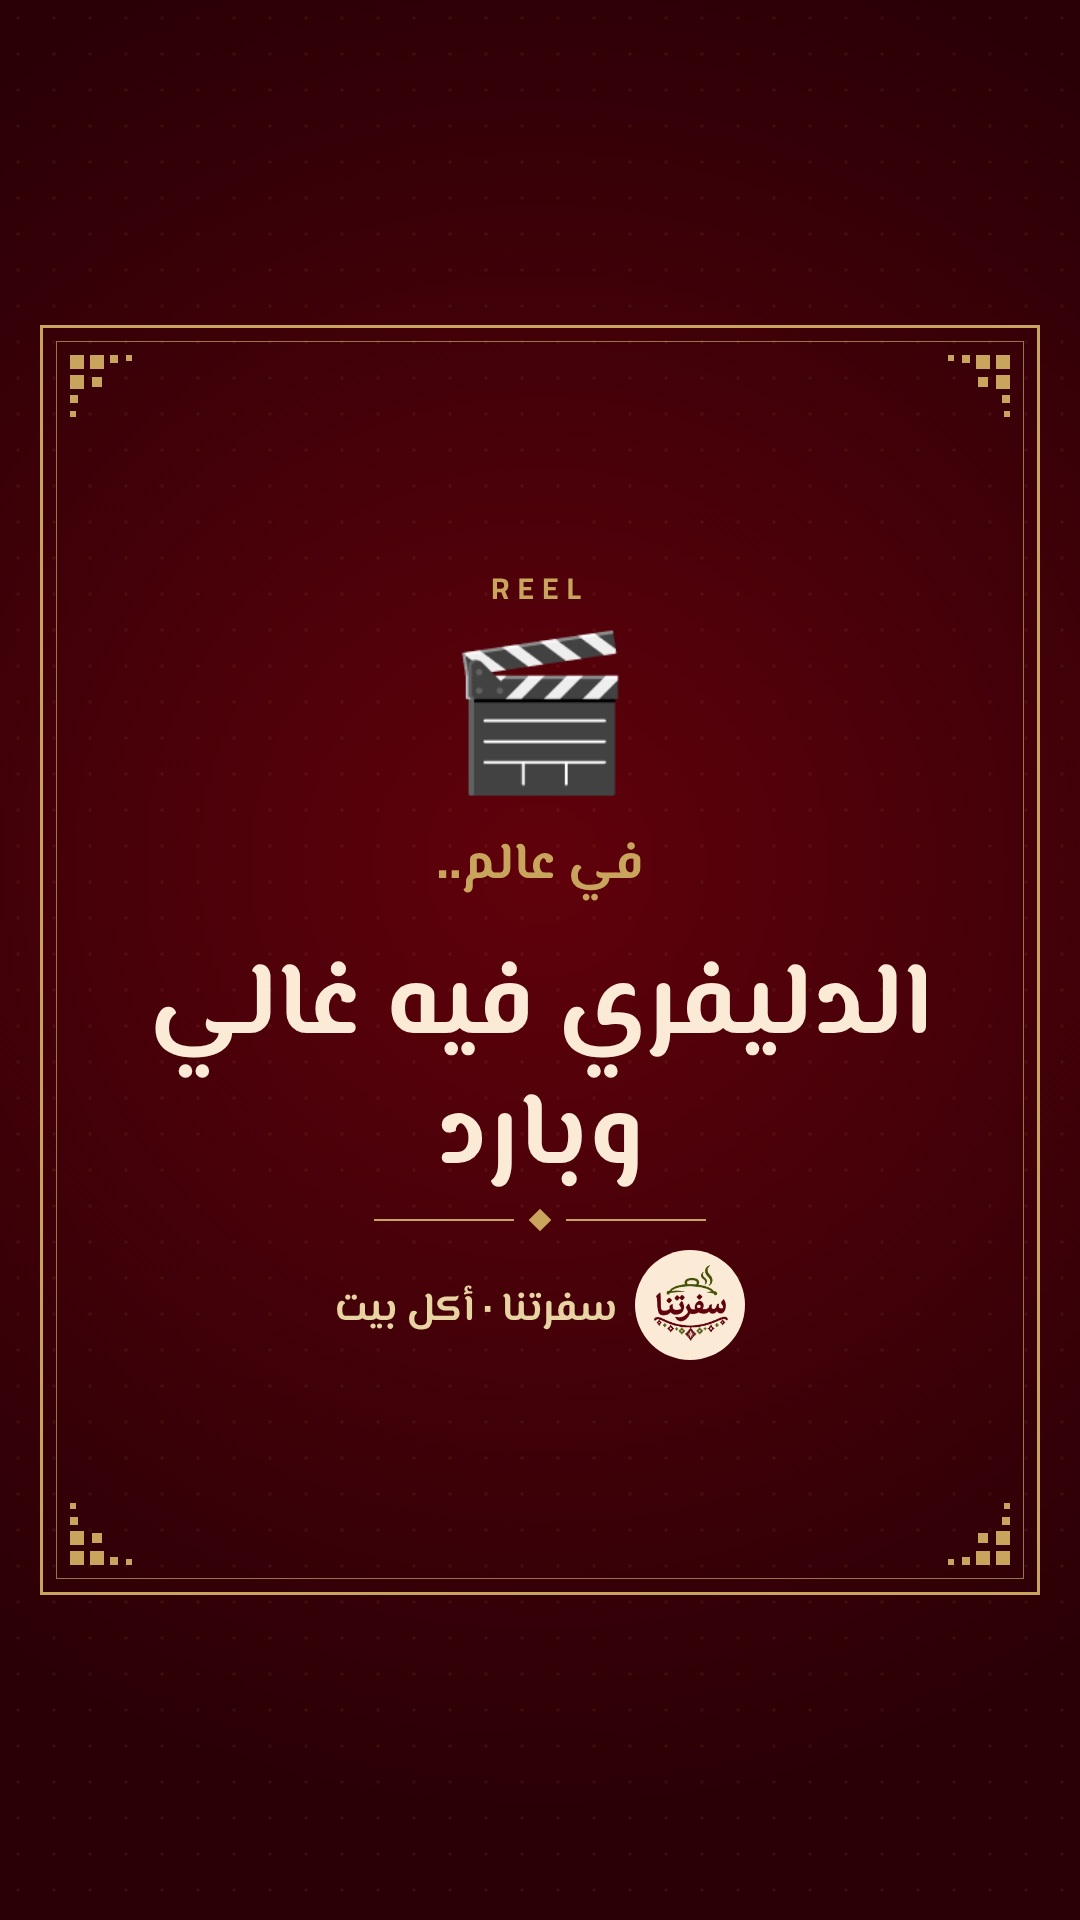 REEL
في عالم..
الدليفري فيه غالي
وبارد
سفرتنا
سفرتنا · أكل بيت